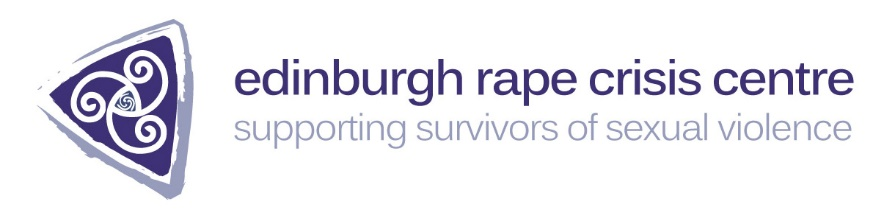 edinburgh rape crisis centre
supporting survivors of sexual violence